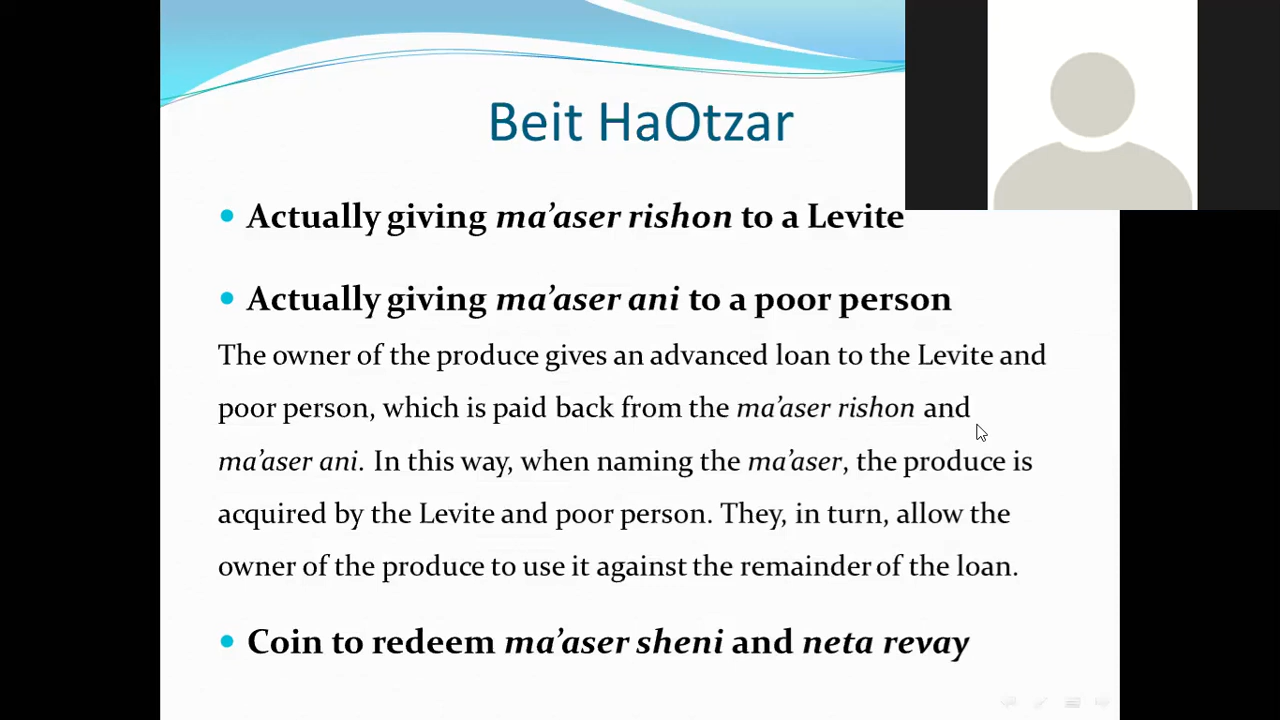 Beit HaOtzar
• Actually giving ma’aser rishon to a Levite
• Actually giving ma’aser ani to a poor person
The owner of the produce gives an advanced loan to the Levite and
poor person, which is paid back from the ma’aser rishon and
ma’aser ani. In this way, when naming the ma’aser, the produce is
acquired by the Levite and poor person. They, in turn, allow the
owner of the produce to use it against the remainder of the loan.
• Coin to redeem ma’aser sheni and neta revay